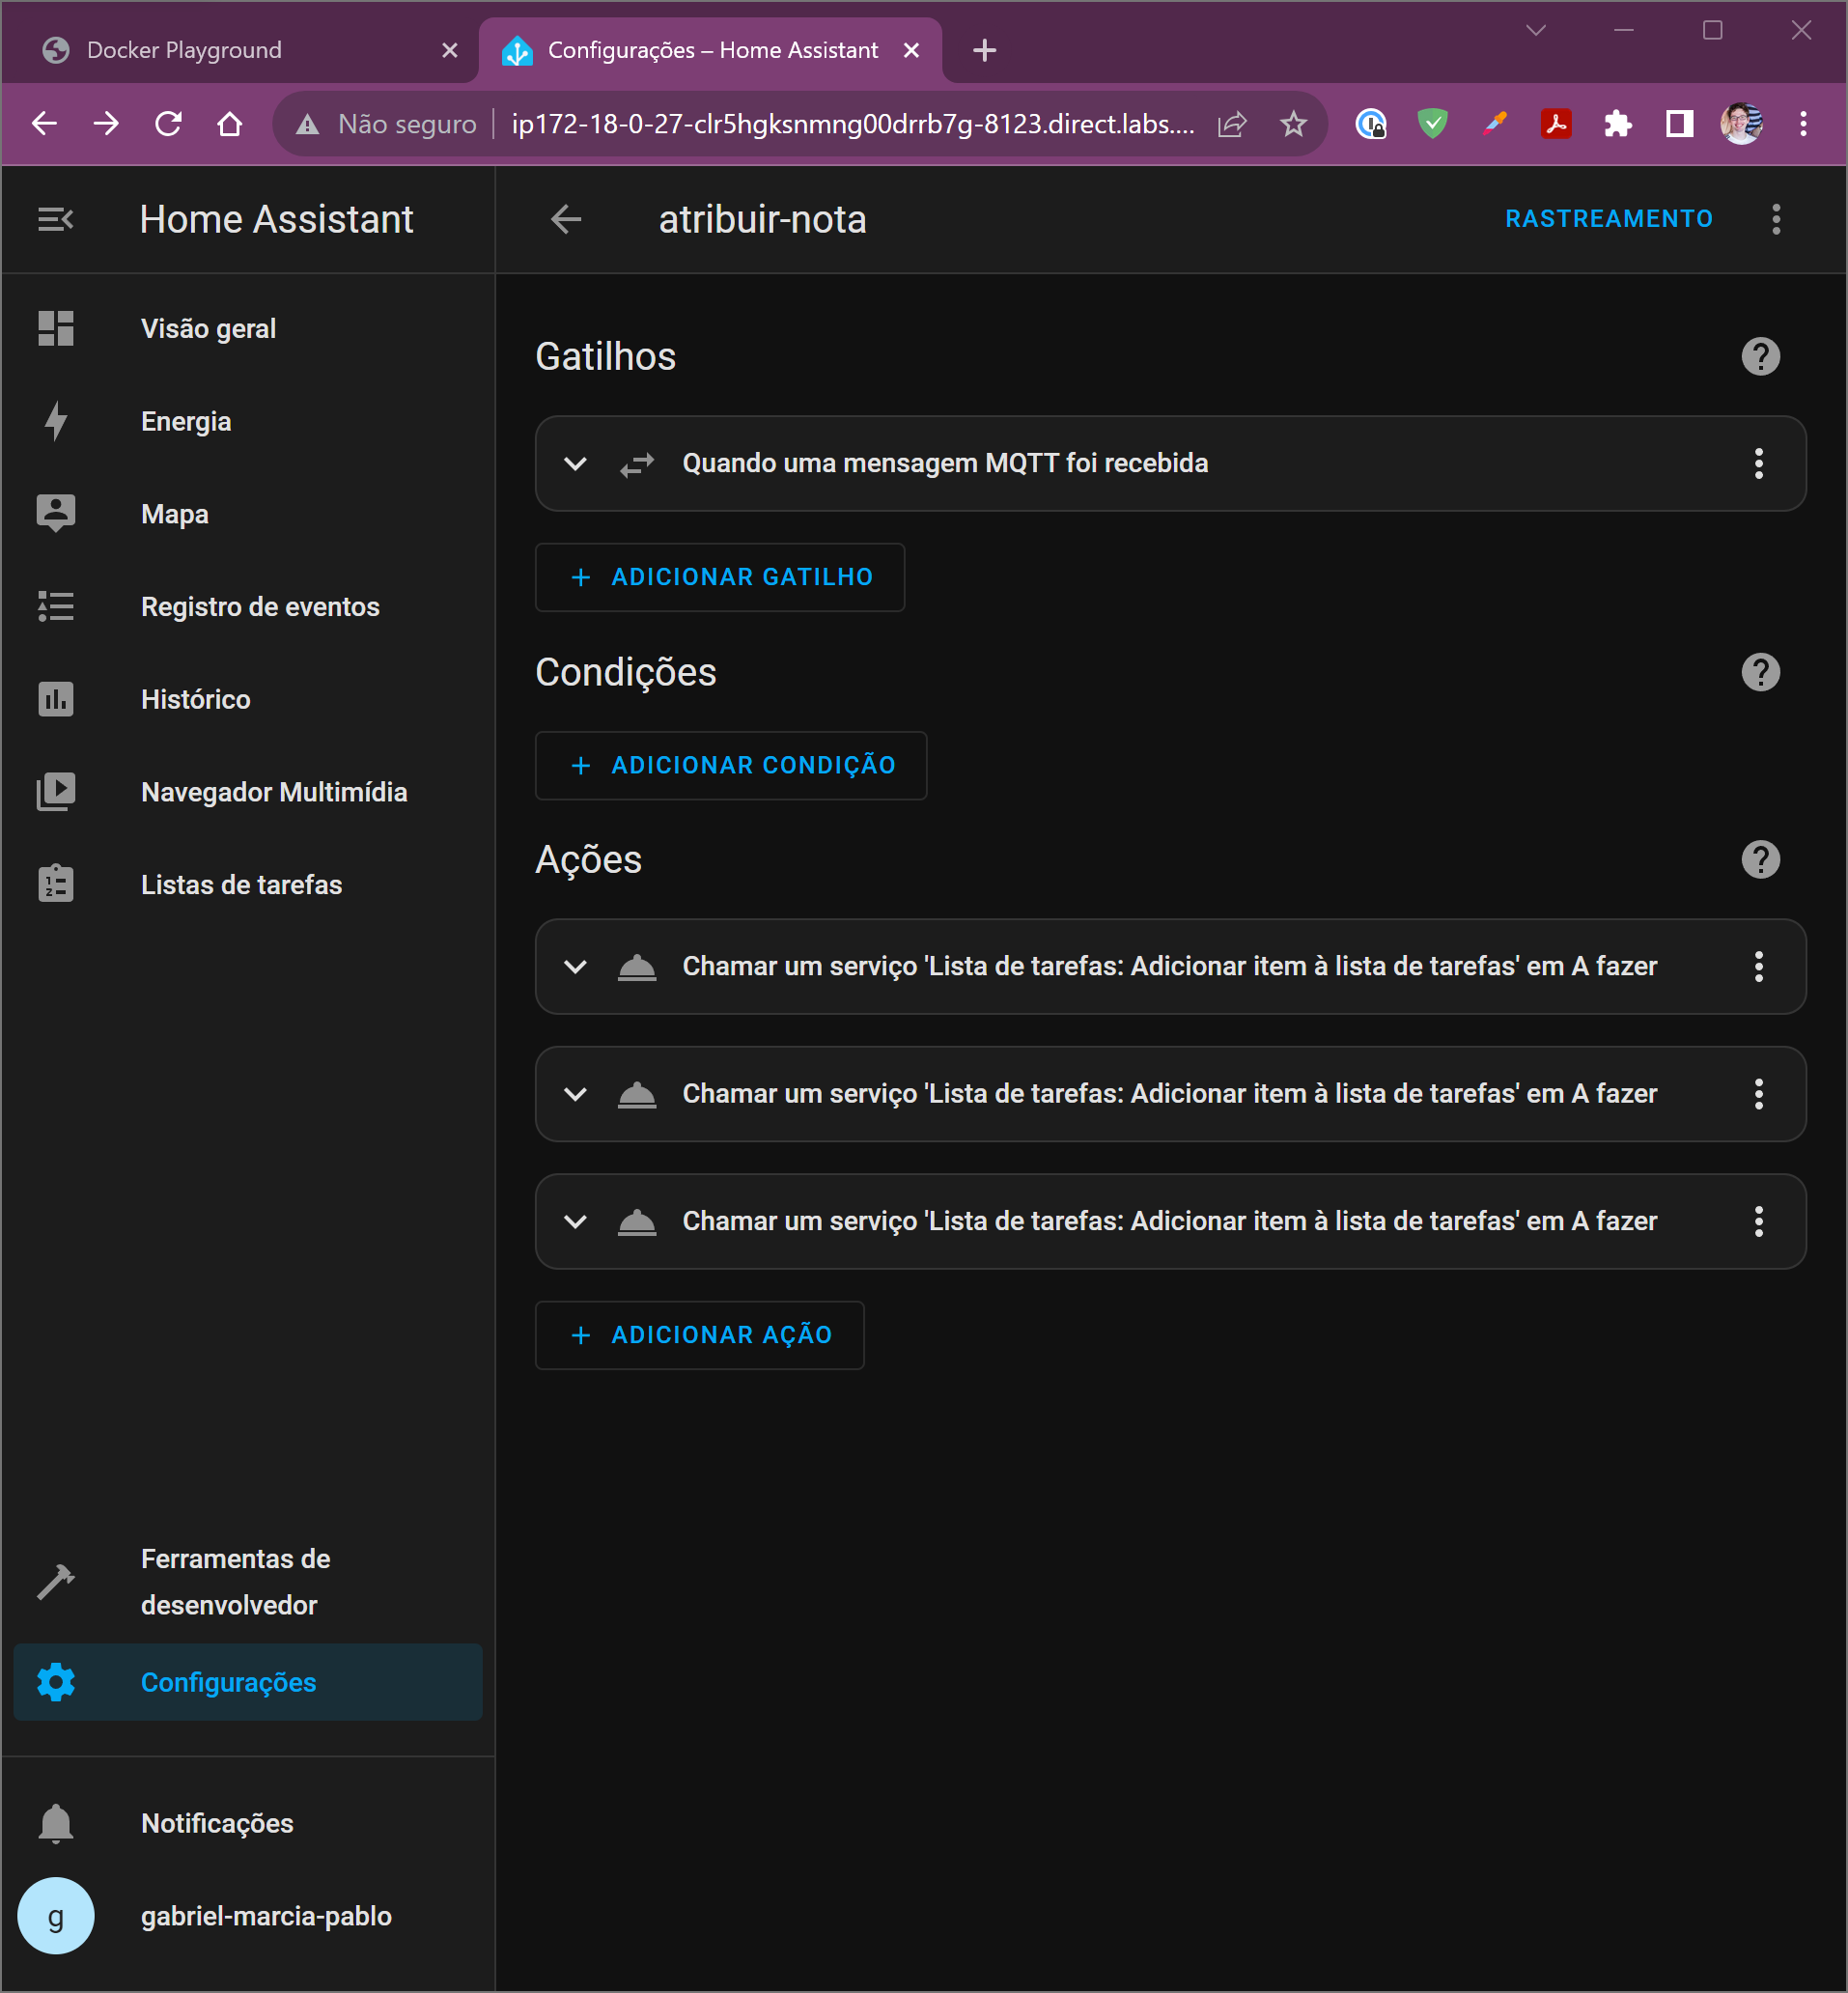 Docker Playground
Configurações – Home Assistant
Não seguro
ip172-18-0-27-clr5hgksnmng00drrb7g-8123.direct.labs....
Home Assistant
atribuir-nota
RASTREAMENTO
Visão geral
Energia
Mapa
Registro de eventos
Histórico
Navegador Multimídia
Listas de tarefas
Gatilhos
Quando uma mensagem MQTT foi recebida
+ ADICIONAR GATILHO
Condições
+ ADICIONAR CONDIÇÃO
Ações
Chamar um serviço 'Lista de tarefas: Adicionar item à lista de tarefas' em A fazer
Chamar um serviço 'Lista de tarefas: Adicionar item à lista de tarefas' em A fazer
Chamar um serviço 'Lista de tarefas: Adicionar item à lista de tarefas' em A fazer
+ ADICIONAR AÇÃO
Ferramentas de
desenvolvedor
Configurações
Notificações
g
gabriel-marcia-pablo